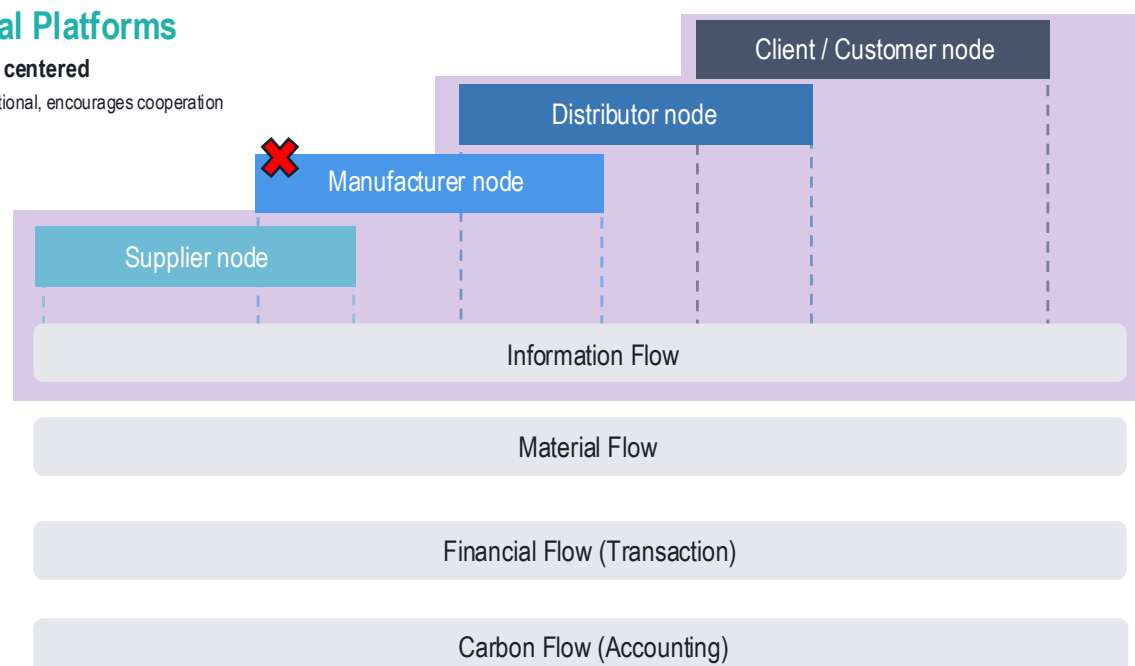 al Platforms
centered
tional, encourages cooperation
Client / Customer node
Distributor node
Manufacturer node
Supplier node
Information Flow
Material Flow
Financial Flow (Transaction)
Carbon Flow (Accounting)